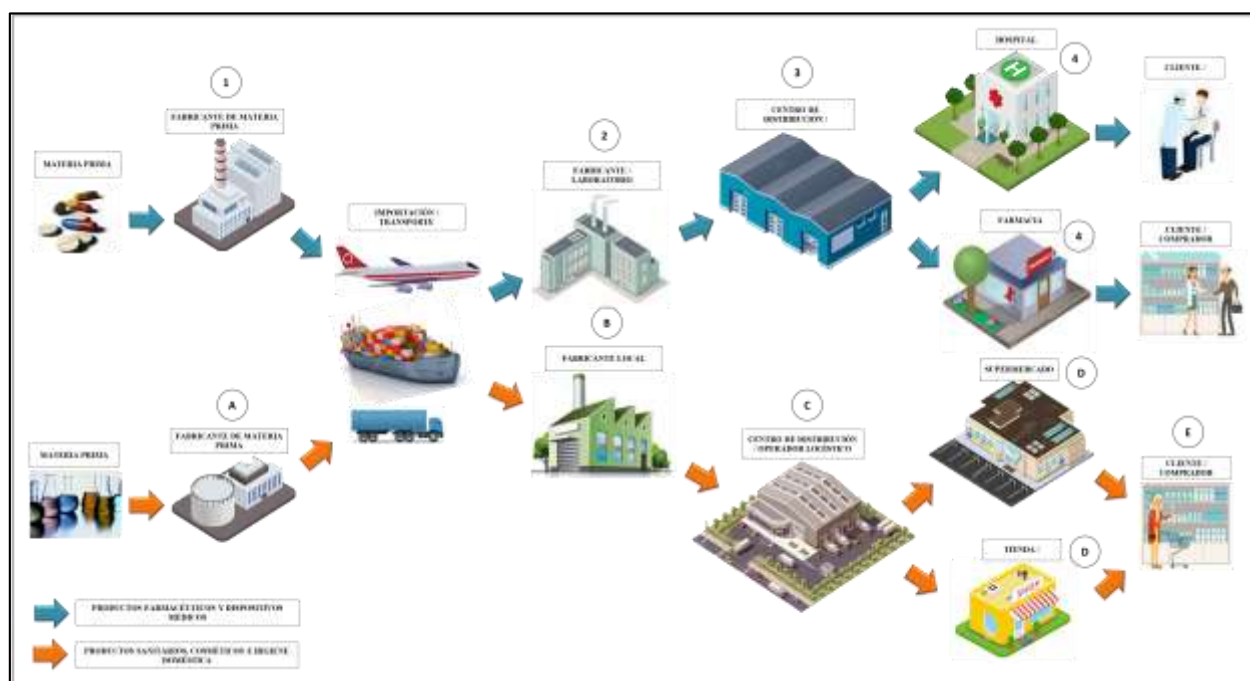 1
FABRICANTE DE MATERIA
PRIMA
MATERIA PRIMA
IMPORTACIÓN /
TRANSPORTE
2
FABRICANTE /
LABORATORIO
3
CENTRO DE
DISTRIBUCIÓN /
HOSPITAL
4
CLIENTE /
FARMACIA
4
CLIENTE /
COMPRADOR
A
FABRICANTE DE MATERIA
PRIMA
MATERIA PRIMA
B
FABRICANTE LOCAL
C
CENTRO DE DISTRIBUCIÓN
/ OPERADOR LOGÍSTICO
SUPERMERCADO
D
TIENDA /
D
E
CLIENTE /
COMPRADOR
PRODUCTOS FARMACÉUTICOS Y DISPOSITIVOS
MEDICOS
PRODUCTOS SANITARIOS, COSMÉTICOS E HIGIENE
DOMÉSTICA